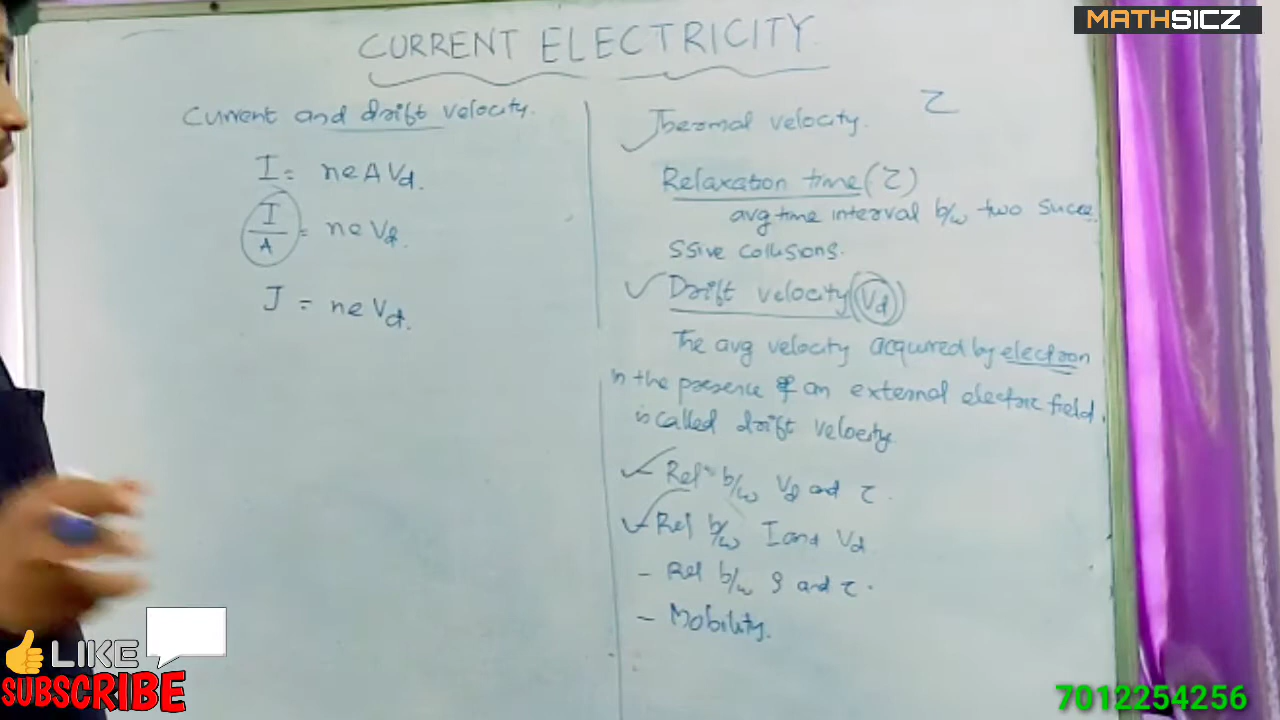 MATHSICZ
CURRENT ELECTRICITY
Current and drift velocity.
I = neAVd.
I/A = neVd.
J = neVd.
τ
Thermal velocity.
Relaxation time (τ)
avg time interval b/w two succe
ssive collisions.
Drift velocity (Vd)
The avg velocity acquired by electron
in the presence of an external electric field.
is called drift velocity
Relⁿ b/w Vd and τ.
Rel b/w I and Vd
- Rel b/w ρ and τ.
- Mobility.
LIKE
SUBSCRIBE
7012254256